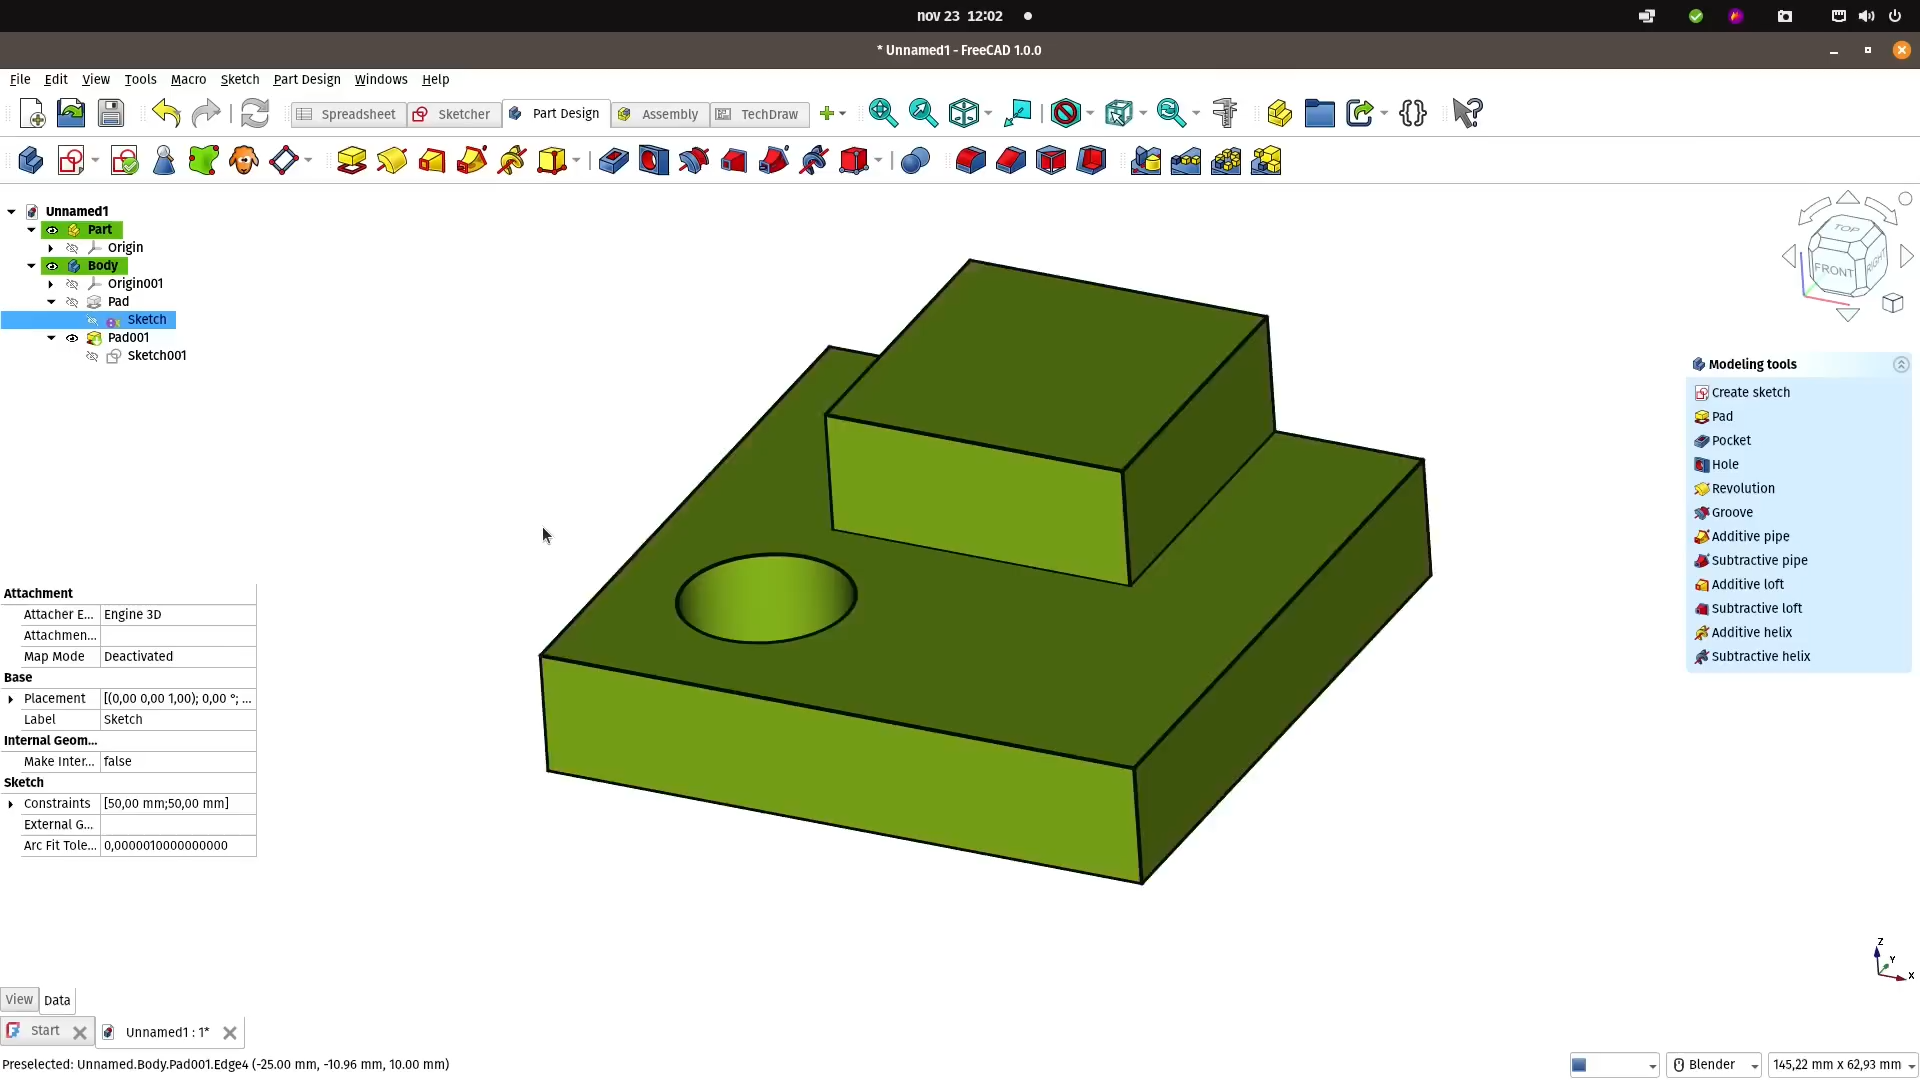 nov 23 12:02
* Unnamed1 - FreeCAD 1.0.0
File Edit View Tools Macro Sketch Part Design Windows Help
Spreadsheet Sketcher Part Design Assembly TechDraw
Unnamed1
Part
Origin
Body
Origin001
Pad
Sketch
Pad001
Sketch001
TOP
FRONT
RIGHT
Modeling tools
Create sketch
Pad
Pocket
Hole
Revolution
Groove
Additive pipe
Subtractive pipe
Additive loft
Subtractive loft
Additive helix
Subtractive helix
Attachment
Attacher E... Engine 3D
Attachmen...
Map Mode Deactivated
Base
Placement [(0,00 0,00 1,00); 0,00 °; ...
Label Sketch
Internal Geom...
Make Inter... false
Sketch
Constraints [50,00 mm;50,00 mm]
External G...
Arc Fit Tole... 0,0000010000000000
Z
Y
X
View Data
Start Unnamed1 : 1*
Preselected: Unnamed.Body.Pad001.Edge4 (-25.00 mm, -10.96 mm, 10.00 mm)
Blender 145,22 mm x 62,93 mm